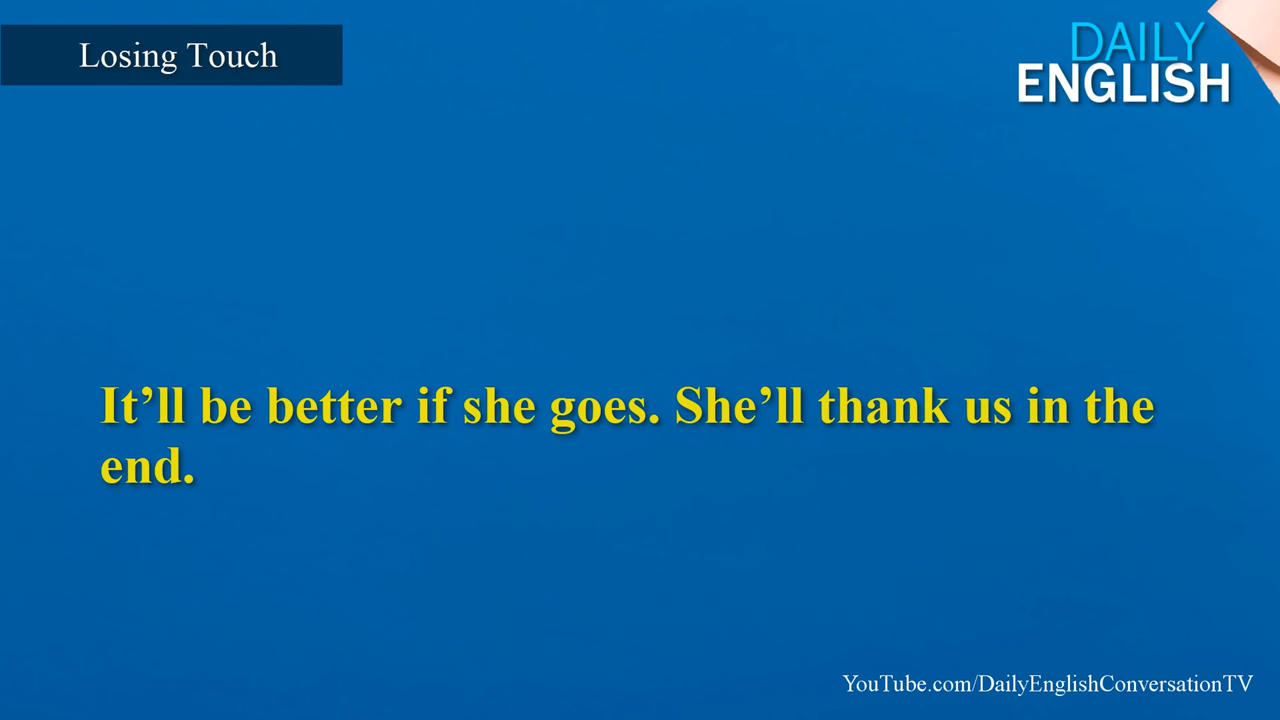 Losing Touch
DAILY
ENGLISH
It’ll be better if she goes. She’ll thank us in the
end.
YouTube.com/DailyEnglishConversationTV